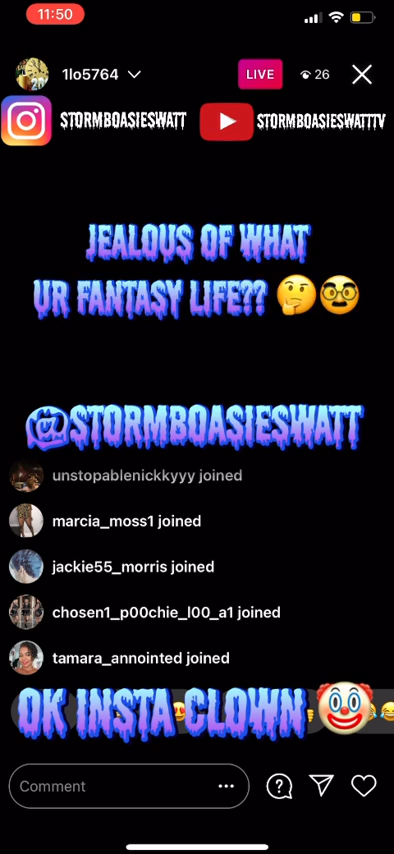 11:50
1lo5764
LIVE
26
STORMBOASIESWATT
STORMBOASIESWATTTV
JEALOUS OF WHAT
UR FANTASY LIFE??
@STORMBOASIESWATT
unstopablenickkyyy joined
marcia_moss1 joined
jackie55_morris joined
chosen1_p00chie_l00_a1 joined
tamara_annointed joined
OK INSTA CLOWN
Comment